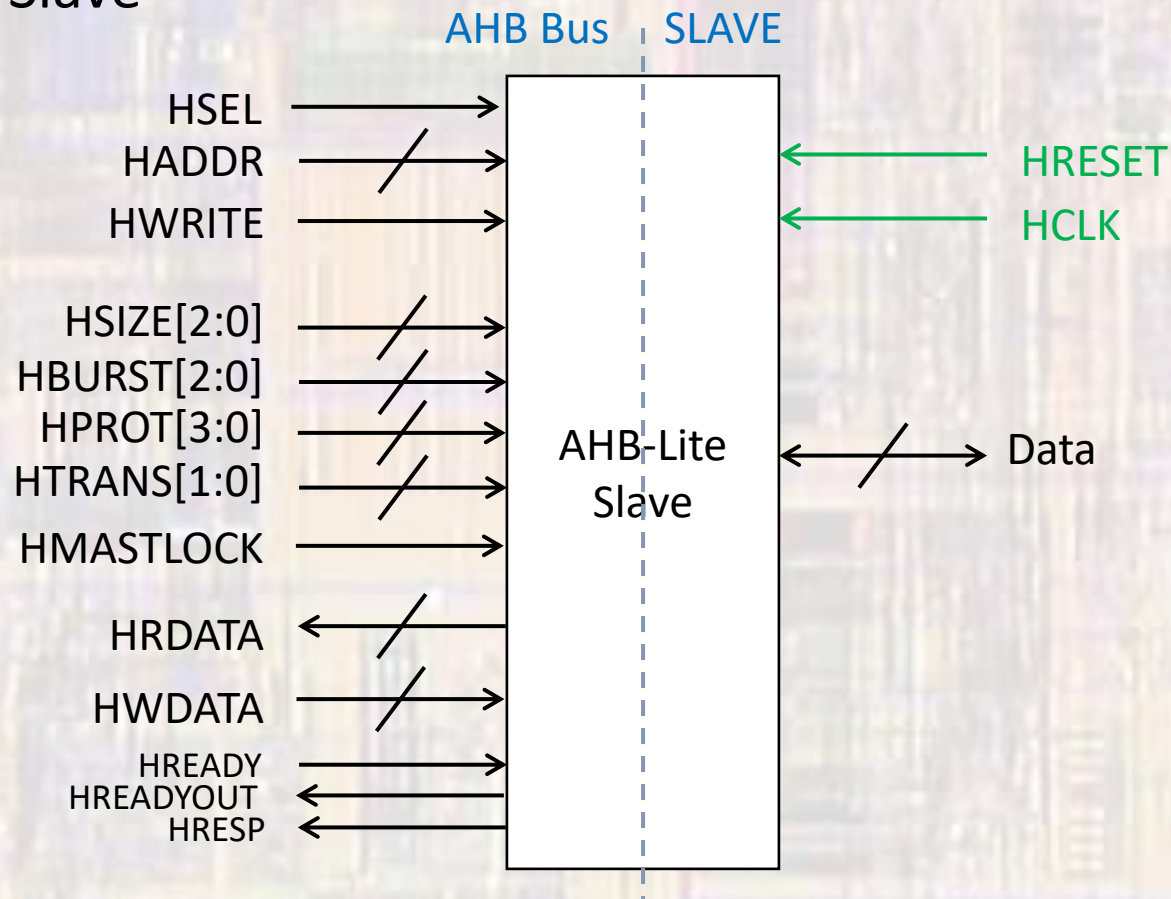 Slave
AHB Bus SLAVE
HSEL
HADDR
HWRITE
HSIZE[2:0]
HBURST[2:0]
HPROT[3:0]
HTRANS[1:0]
HMASTLOCK
HRDATA
HWDATA
HREADY
HREADYOUT
HRESP
AHB-Lite
Slave
HRESET
HCLK
Data